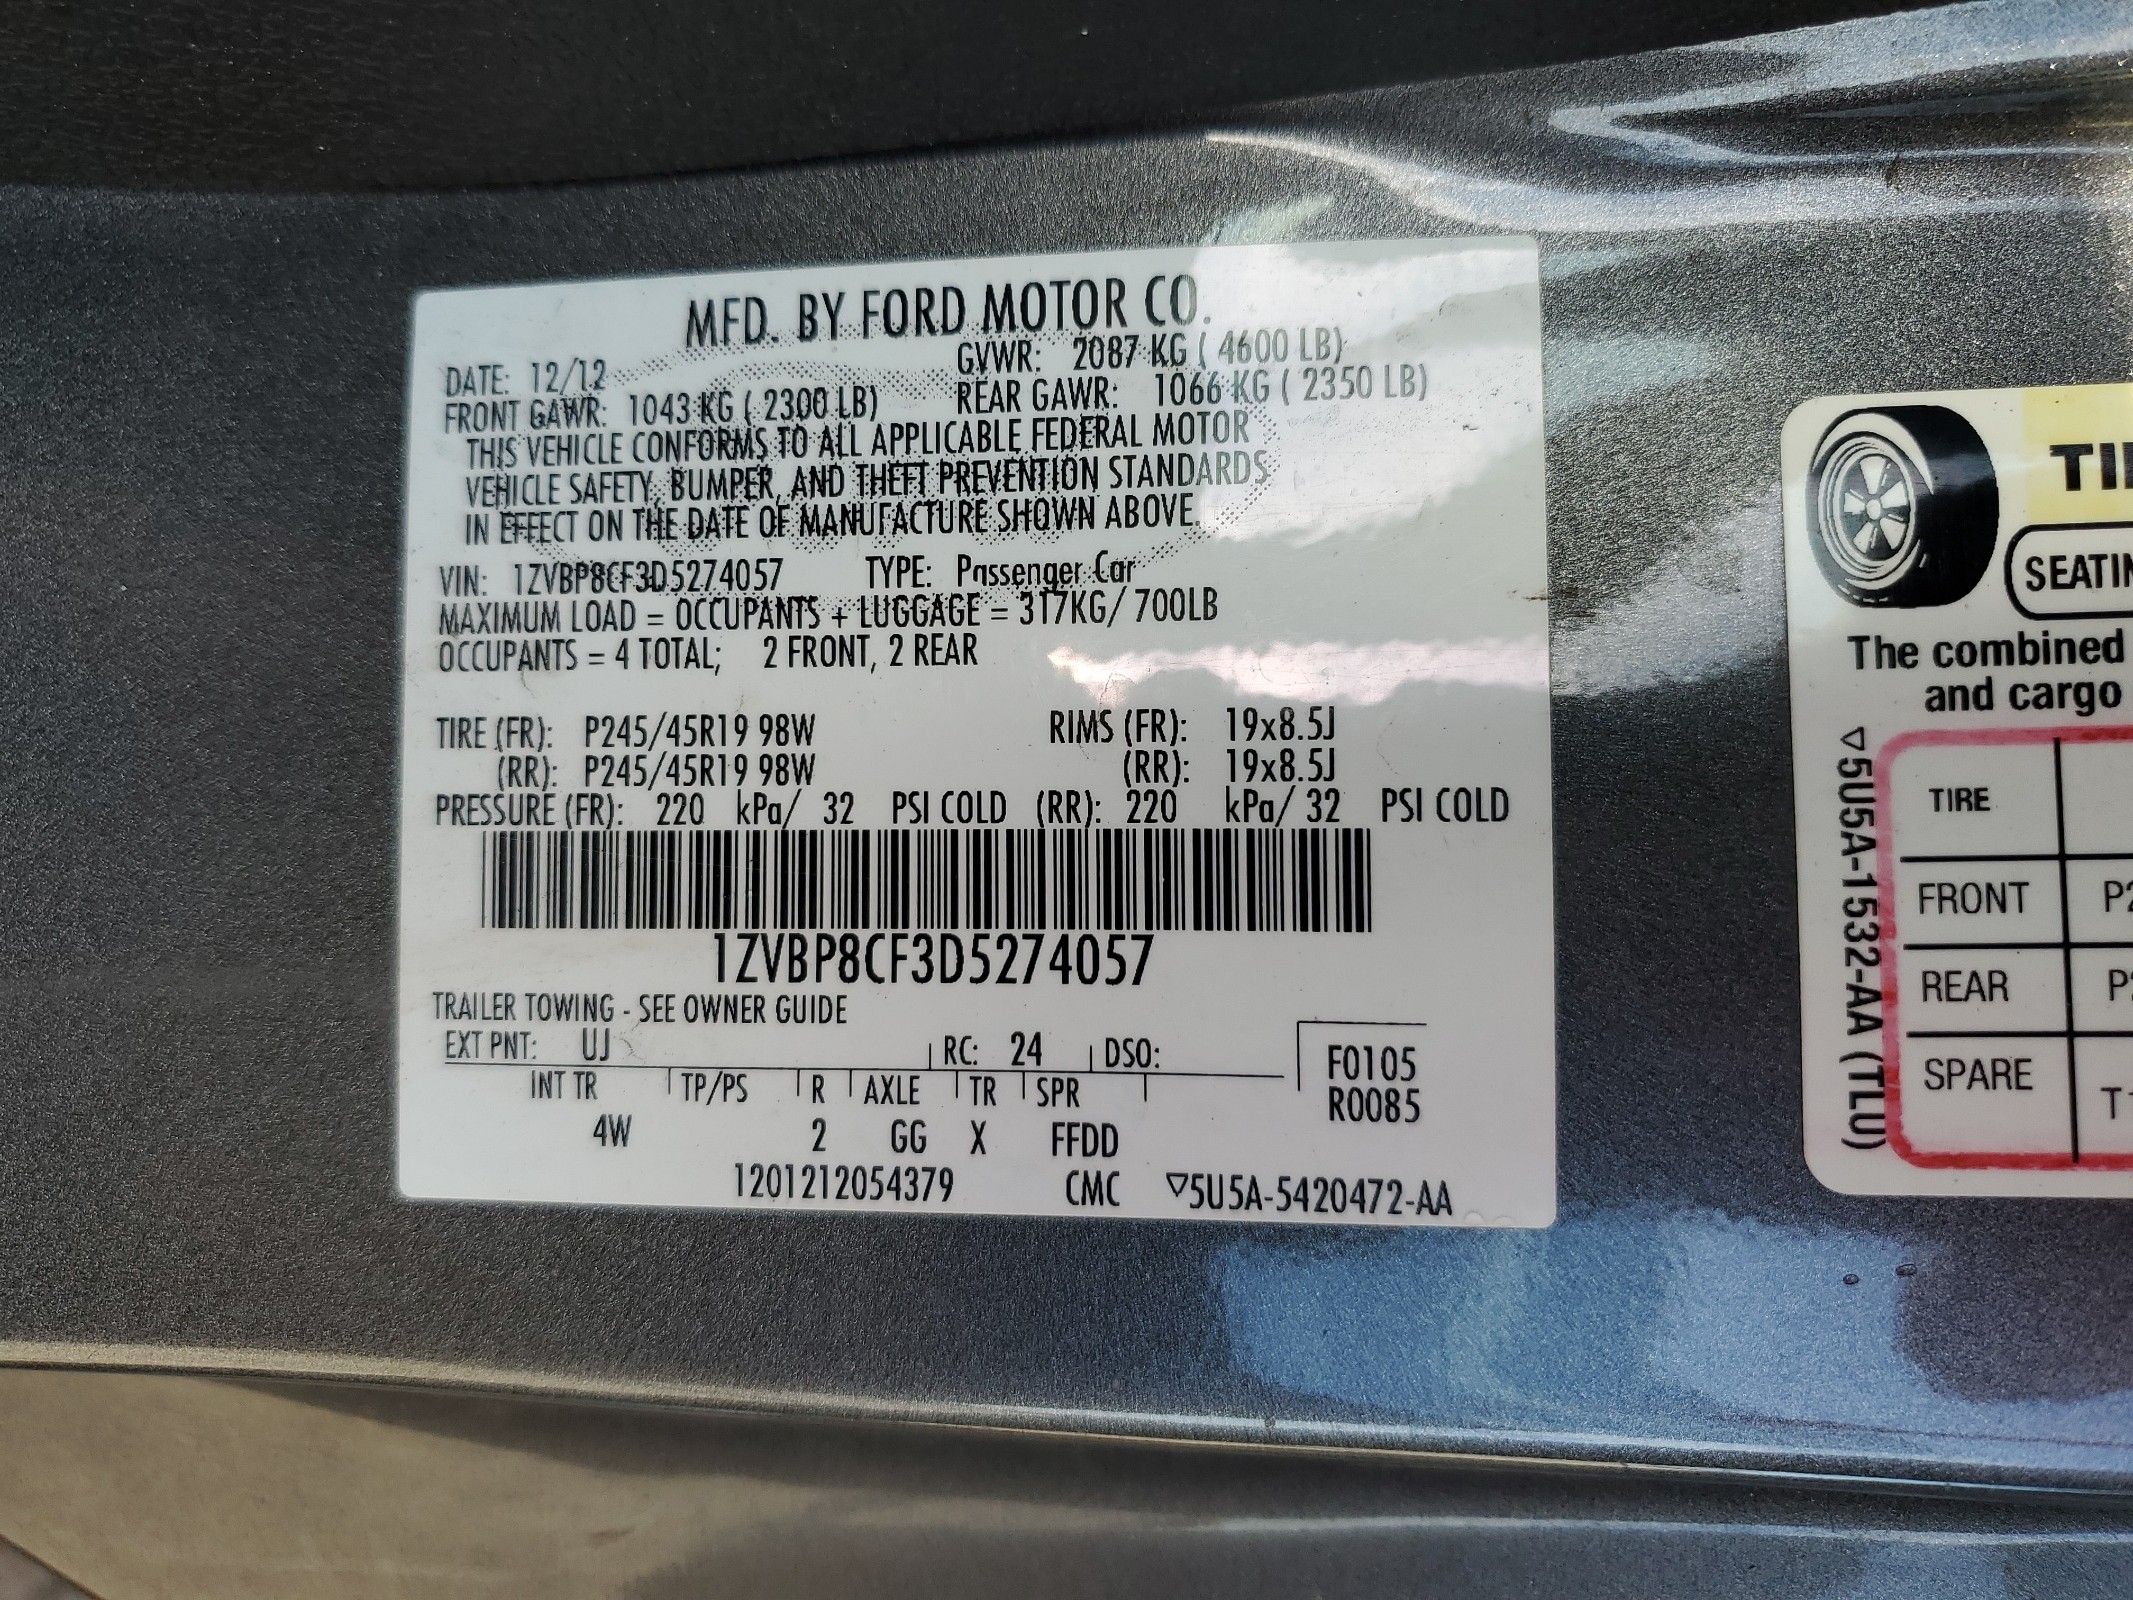 MFD. BY FORD MOTOR CO.
DATE: 12/12 GVWR: 2087 KG ( 4600 LB)
FRONT GAWR: 1043 KG ( 2300 LB) REAR GAWR: 1066 KG ( 2350 LB)
THIS VEHICLE CONFORMS TO ALL APPLICABLE FEDERAL MOTOR
VEHICLE SAFETY, BUMPER, AND THEFT PREVENTION STANDARDS
IN EFFECT ON THE DATE OF MANUFACTURE SHOWN ABOVE.
VIN: 1ZVBP8CF3D5274057 TYPE: Passenger Car
MAXIMUM LOAD = OCCUPANTS + LUGGAGE = 317KG/ 700LB
OCCUPANTS = 4 TOTAL; 2 FRONT, 2 REAR
TIRE (FR): P245/45R19 98W RIMS (FR): 19x8.5J
(RR): P245/45R19 98W (RR): 19x8.5J
PRESSURE (FR): 220 kPa/ 32 PSI COLD (RR): 220 kPa/ 32 PSI COLD
1ZVBP8CF3D5274057
TRAILER TOWING - SEE OWNER GUIDE
EXT PNT: UJ RC: 24 DSO:
INT TR TP/PS R AXLE TR SPR
4W 2 GG X FFDD
F0105
R0085
1201212054379 CMC ▽5U5A-5420472-AA
SEATIN
The combined
and cargo
▽5U5A-1532-AA (TLU)
TIRE
FRONT P2
REAR P2
SPARE T1